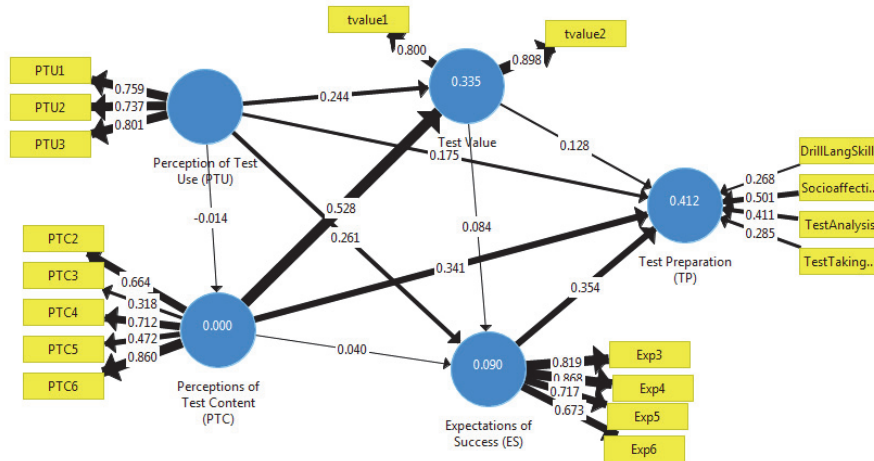 tvalue1
tvalue2
0.800
0.898
0.335
Test Value
PTU1
PTU2
PTU3
0.759
0.737
0.801
Perception of Test
Use (PTU)
0.244
0.175
0.128
-0.014
0.528
0.261
0.084
DrillLangSkill
Socioaffecti...
TestAnalysis
TestTaking...
0.268
0.501
0.411
0.285
0.412
Test Preparation
(TP)
PTC2
PTC3
PTC4
PTC5
PTC6
0.664
0.318
0.712
0.472
0.860
0.000
Perceptions of
Test Content
(PTC)
0.341
0.354
0.040
0.090
Expectations of
Success (ES)
0.819
0.868
0.717
0.673
Exp3
Exp4
Exp5
Exp6